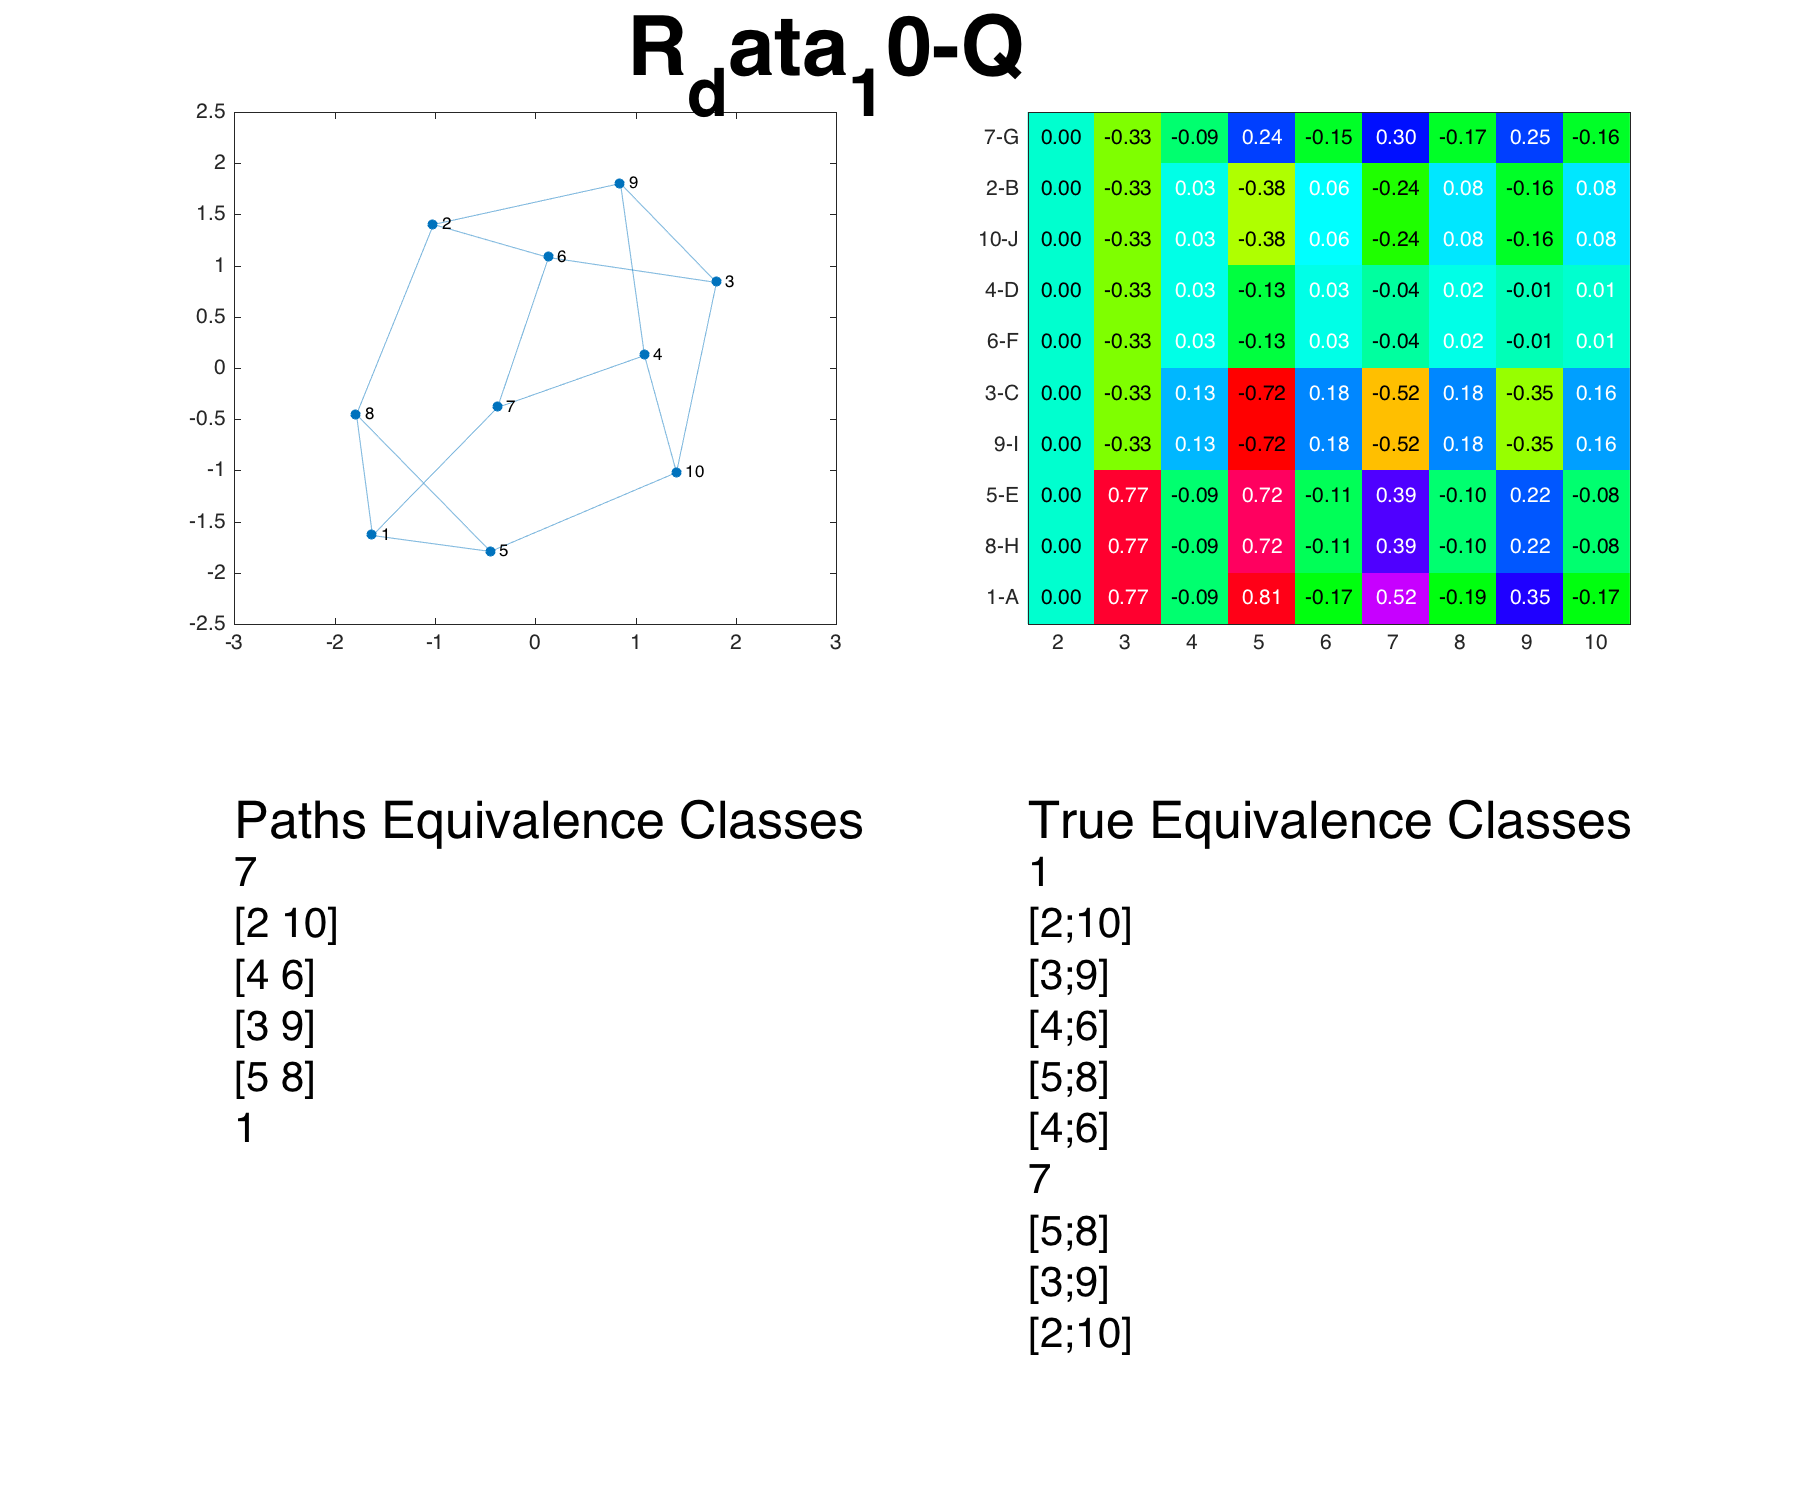 R_data_10-Q
2.5
2
1.5
1
0.5
0
-0.5
-1
-1.5
-2
-2.5
-3 -2 -1 0 1 2 3
9
2
6
3
4
7
8
10
1
5
7-G 0.00 -0.33 -0.09 0.24 -0.15 0.30 -0.17 0.25 -0.16
2-B 0.00 -0.33 0.03 -0.38 0.06 -0.24 0.08 -0.16 0.08
10-J 0.00 -0.33 0.03 -0.38 0.06 -0.24 0.08 -0.16 0.08
4-D 0.00 -0.33 0.03 -0.13 0.03 -0.04 0.02 -0.01 0.01
6-F 0.00 -0.33 0.03 -0.13 0.03 -0.04 0.02 -0.01 0.01
3-C 0.00 -0.33 0.13 -0.72 0.18 -0.52 0.18 -0.35 0.16
9-I 0.00 -0.33 0.13 -0.72 0.18 -0.52 0.18 -0.35 0.16
5-E 0.00 0.77 -0.09 0.72 -0.11 0.39 -0.10 0.22 -0.08
8-H 0.00 0.77 -0.09 0.72 -0.11 0.39 -0.10 0.22 -0.08
1-A 0.00 0.77 -0.09 0.81 -0.17 0.52 -0.19 0.35 -0.17
2 3 4 5 6 7 8 9 10
Paths Equivalence Classes
7
[2 10]
[4 6]
[3 9]
[5 8]
1
True Equivalence Classes
1
[2;10]
[3;9]
[4;6]
[5;8]
[4;6]
7
[5;8]
[3;9]
[2;10]